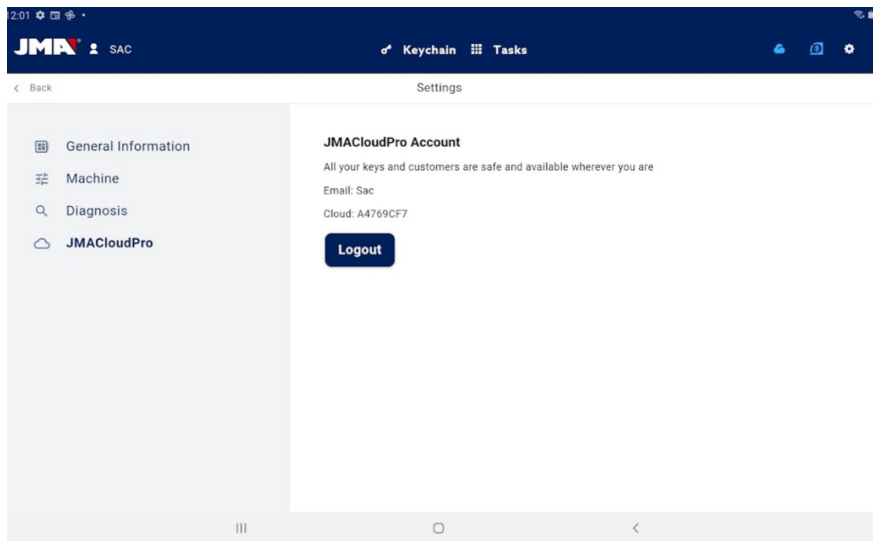 12:01
JMA SAC Keychain Tasks
Back Settings
General Information
Machine
Diagnosis
JMACloudPro
JMACloudPro Account
All your keys and customers are safe and available wherever you are
Email: Sac
Cloud: A4769CF7
Logout